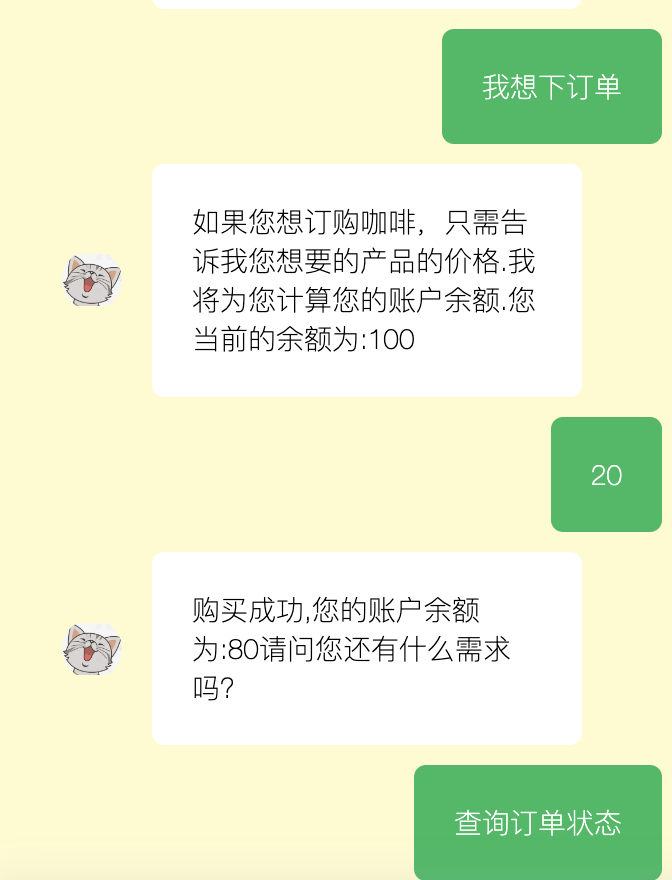 我想下订单
如果您想订购咖啡，只需告
诉我您想要的产品的价格.我
将为您计算您的账户余额.您
当前的余额为:100
20
购买成功,您的账户余额
为:80请问您还有什么需求
吗?
查询订单状态